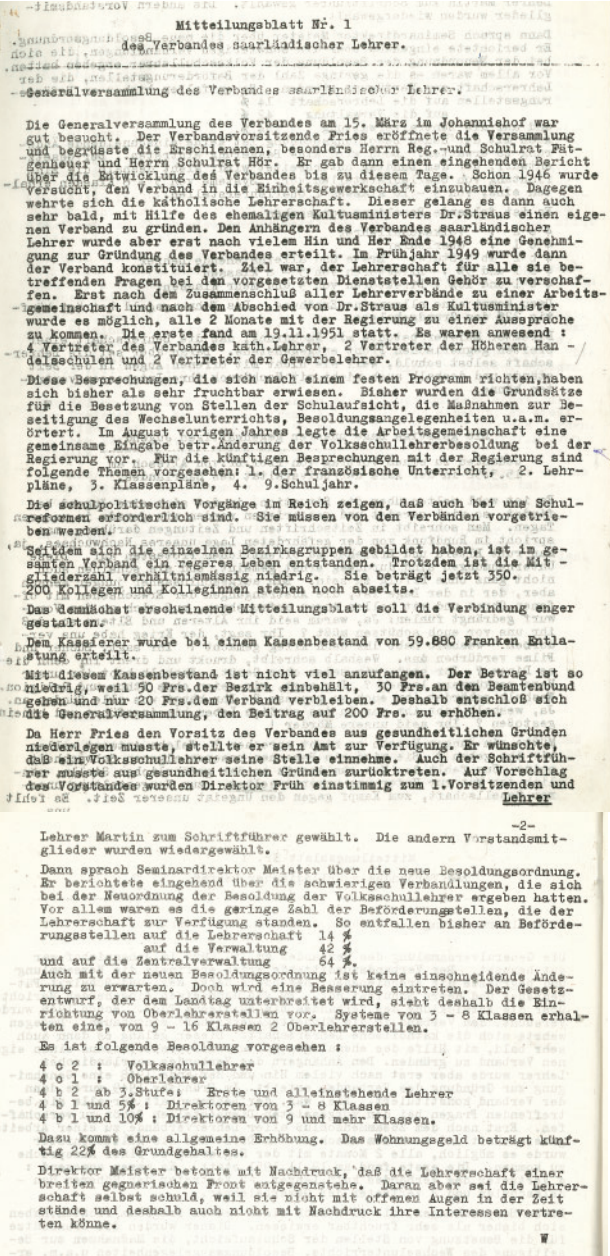 Mitteilungsblatt Nr. 1
des Verbandes saarländischer Lehrer.
Generalversammlung des Verbandes saarländischer Lehrer.
Die Generalversammlung des Verbandes am 15. März im Johannishof war
gut besucht. Der Verbandsvorsitzende Fries eröffnete die Versammlung
und begrüsste die Erschienenen, besonders Herrn Reg.-und Schulrat Fät-
genheuer und Herrn Schulrat Hör. Er gab dann einen eingehenden Bericht
über die Entwicklung des Verbandes bis zu diesem Tage. Schon 1946 wurde
versucht, den Verband in die Einheitsgewerkschaft einzubauen. Dagegen
wehrte sich die katholische Lehrerschaft. Dieser gelang es dann auch
sehr bald, mit Hilfe des ehemaligen Kultusministers Dr.Straus einen eige-
nen Verband zu gründen. Den Anhängern des Verbandes saarländischer
Lehrer wurde aber erst nach vielem Hin und Her Ende 1948 eine Genehmi-
gung zur Gründung des Verbandes erteilt. Im Frühjahr 1949 wurde dann
der Verband konstituiert. Ziel war, der Lehrerschaft für alle sie be-
treffenden Fragen bei den vorgesetzten Dienststellen Gehör zu verschaf-
fen. Erst nach dem Zusammenschluß aller Lehrerverbände zu einer Arbeits-
gemeinschaft und nach dem Abschied von Dr.Straus als Kultusminister
wurde es möglich, alle 2 Monate mit der Regierung zu einer Aussprache
zu kommen. Die erste fand am 19.11.1951 statt. Es waren anwesend :
4 Vertreter des Verbandes kath.Lehrer, 2 Vertreter der Höheren Han -
delsschulen und 2 Vertreter der Gewerbelehrer.
Diese Besprechungen, die sich nach einem festen Programm richten,haben
sich bisher als sehr fruchtbar erwiesen. Bisher wurden die Grundsätze
für die Besetzung von Stellen der Schulaufsicht, die Maßnahmen zur Be-
seitigung des Wechselunterrichts, Besoldungsangelegenheiten u.a.m. er-
örtert. Im August vorigen Jahres legte die Arbeitsgemeinschaft eine
gemeinsame Eingabe betr.Änderung der Volksschullehrerbesoldung bei der
Regierung vor. Für die künftigen Besprechungen mit der Regierung sind
folgende Themen vorgesehen: 1. der französische Unterricht, 2. Lehr-
pläne, 3. Klassenpläne, 4. 9.Schuljahr.
Die schulpolitischen Vorgänge im Reich zeigen, daß auch bei uns Schul-
reformen erforderlich sind. Sie müssen von den Verbänden vorgetrie-
ben werden.
Seitdem sich die einzelnen Bezirksgruppen gebildet haben, ist im ge-
samten Verband ein regeres Leben entstanden. Trotzdem ist die Mit -
gliederzahl verhältnismässig niedrig. Sie beträgt jetzt 350.
200 Kollegen und Kolleginnen stehen noch abseits.
Das demnächst erscheinende Mitteilungsblatt soll die Verbindung enger
gestalten.
Dem Kassierer wurde bei einem Kassenbestand von 59.880 Franken Entla-
stung erteilt.
Mit diesem Kassenbestand ist nicht viel anzufangen. Der Betrag ist so
niedrig, weil 50 Frs.der Bezirk einbehält, 30 Frs.an den Beamtenbund
gehen und nur 20 Frs.dem Verband verbleiben. Deshalb entschloß sich
die Generalversammlung, den Beitrag auf 200 Frs. zu erhöhen.
Da Herr Fries den Vorsitz des Verbandes aus gesundheitlichen Gründen
niederlegen musste, stellte er sein Amt zur Verfügung. Er wünschte,
daß ein Volksschullehrer seine Stelle einnehme. Auch der Schriftfüh-
rer musste aus gesundheitlichen Gründen zurücktreten. Auf Vorschlag
des Vorstandes wurden Direktor Früh einstimmig zum 1.Vorsitzenden und
Lehrer
-2-
Lehrer Martin zum Schriftführer gewählt. Die andern Vorstandsmit-
glieder wurden wiedergewählt.
Dann sprach Seminardirektor Meister über die neue Besoldungsordnung.
Er berichtete eingehend über die schwierigen Verhandlungen, die sich
bei der Neuordnung der Besoldung der Volksschullehrer ergeben hatten.
Vor allem waren es die geringe Zahl der Beförderungstellen, die der
Lehrerschaft zur Verfügung standen. So entfallen bisher an Beförde-
rungsstellen auf die Lehrerschaft 14 %
auf die Verwaltung 42 %
und auf die Zentralverwaltung 64 %.
Auch mit der neuen Besoldungsordnung ist keine einschneidende Ände-
rung zu erwarten. Doch wird eine Besserung eintreten. Der Gesetz-
entwurf, der dem Landtag unterbreitet wird, sieht deshalb die Ein-
richtung von Oberlehrerstellen vor. Systeme von 3 - 8 Klassen erhal-
ten eine, von 9 - 16 Klassen 2 Oberlehrerstellen.
Es ist folgende Besoldung vorgesehen :
4 c 2 : Volksschullehrer
4 c 1 : Oberlehrer
4 b 2 ab 3.Stufe: Erste und alleinstehende Lehrer
4 b 1 und 5% : Direktoren von 3 - 8 Klassen
4 b 1 und 10% : Direktoren von 9 und mehr Klassen.
Dazu kommt eine allgemeine Erhöhung. Das Wohnungsgeld beträgt künf-
tig 22% des Grundgehaltes.
Direktor Meister betonte mit Nachdruck, daß die Lehrerschaft einer
breiten gegnerischen Front entgegenstehe. Daran aber sei die Lehrer-
schaft selbst schuld, weil sie nicht mit offenen Augen in der Zeit
stände und deshalb auch nicht mit Nachdruck ihre Interessen vertre-
ten könne.
W